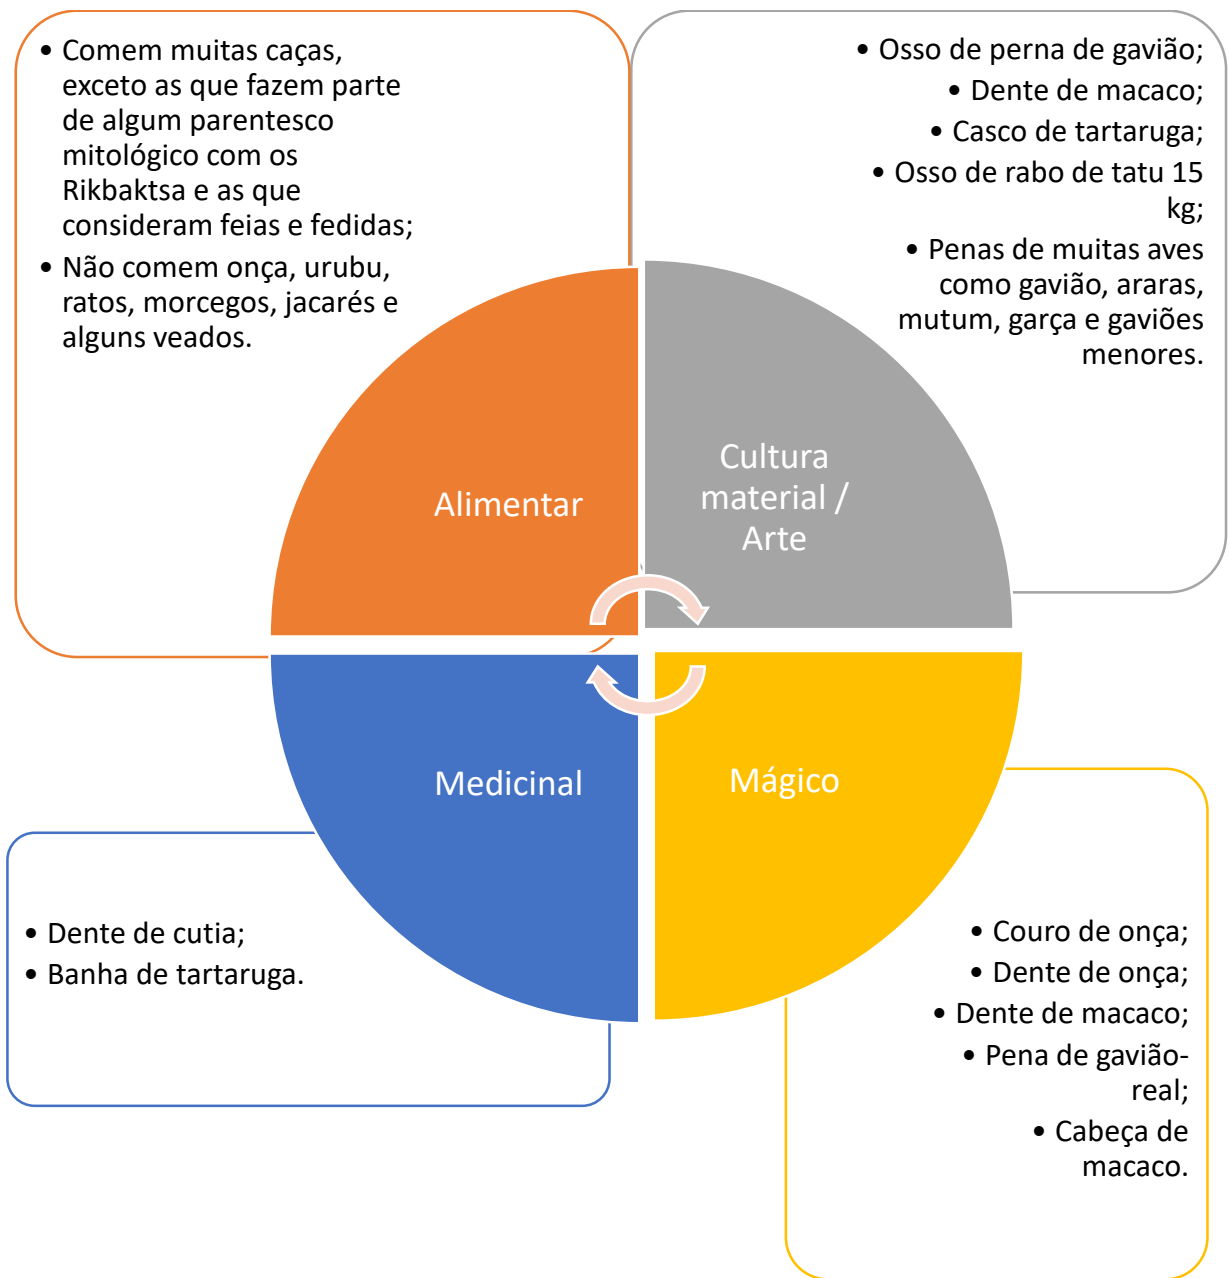 • Comem muitas caças,
exceto as que fazem parte
de algum parentesco
mitológico com os
Rikbaktsa e as que
consideram feias e fedidas;
• Não comem onça, urubu,
ratos, morcegos, jacarés e
alguns veados.
• Osso de perna de gavião;
• Dente de macaco;
• Casco de tartaruga;
• Osso de rabo de tatu 15
kg;
• Penas de muitas aves
como gavião, araras,
mutum, garça e gaviões
menores.
Alimentar
Cultura
material /
Arte
Medicinal
Mágico
• Dente de cutia;
• Banha de tartaruga.
• Couro de onça;
• Dente de onça;
• Dente de macaco;
• Pena de gavião-
real;
• Cabeça de
macaco.